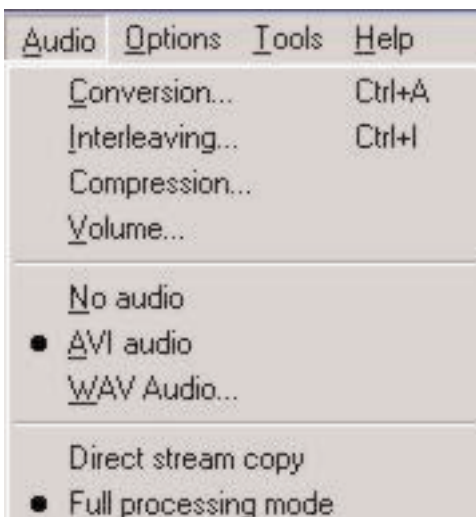 Audio Options Tools Help
Conversion... Ctrl+A
Interleaving... Ctrl+I
Compression...
Volume...
No audio
AVI audio
WAV Audio...
Direct stream copy
Full processing mode